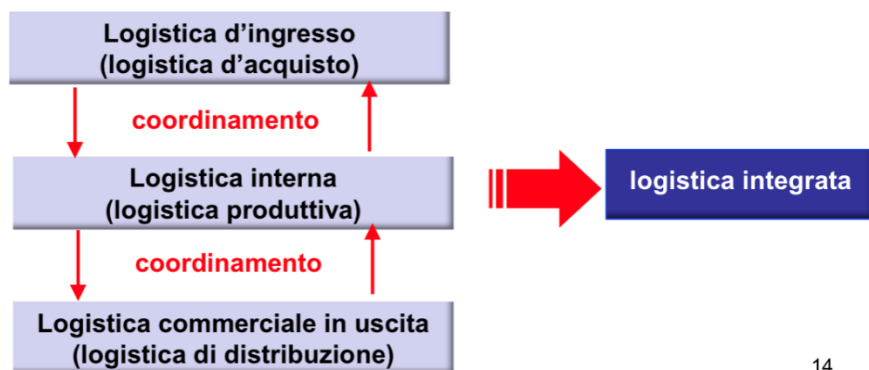 Logistica d'ingresso
(logistica d'acquisto)
coordinamento
Logistica interna
(logistica produttiva)
logistica integrata
coordinamento
Logistica commerciale in uscita
(logistica di distribuzione)
14